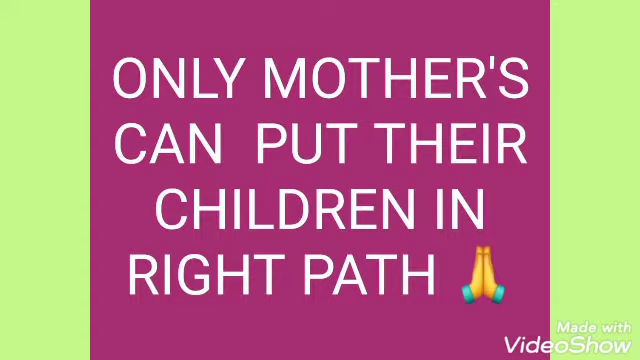 ONLY MOTHER'S
CAN PUT THEIR
CHILDREN IN
RIGHT PATH 🙏
Made with
VideoShow